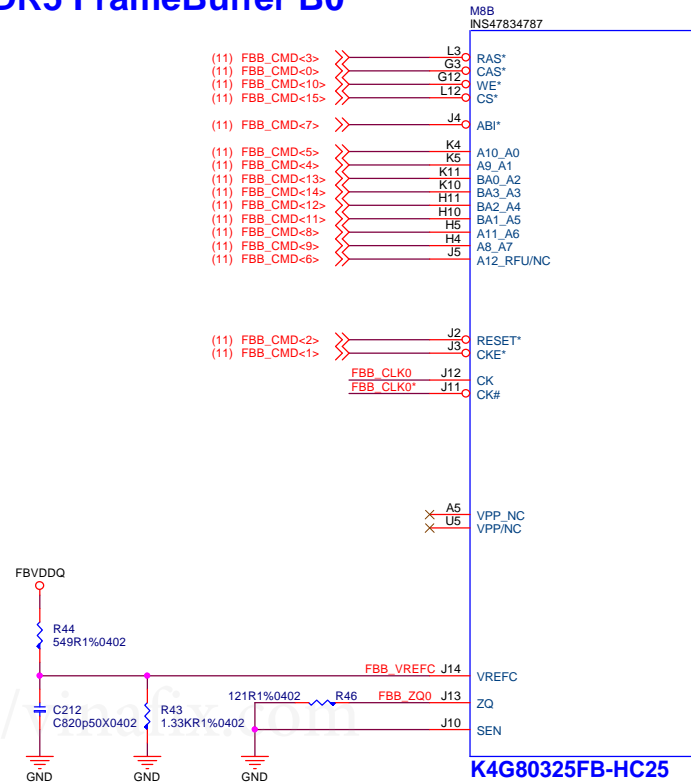 DR5 FrameBuffer B0
M8B
INS47834787
(11) FBB_CMD<3> L3 RAS*
(11) FBB_CMD<0> G3 CAS*
(11) FBB_CMD<10> G12 WE*
(11) FBB_CMD<15> L12 CS*
(11) FBB_CMD<7> J4 ABI*
(11) FBB_CMD<5> K4 A10_A0
(11) FBB_CMD<4> K5 A9_A1
(11) FBB_CMD<13> K11 BA0_A2
(11) FBB_CMD<14> K10 BA3_A3
(11) FBB_CMD<12> H11 BA2_A4
(11) FBB_CMD<11> H10 BA1_A5
(11) FBB_CMD<8> H5 A11_A6
(11) FBB_CMD<9> H4 A8_A7
(11) FBB_CMD<6> J5 A12_RFU/NC
(11) FBB_CMD<2> J2 RESET*
(11) FBB_CMD<1> J3 CKE*
FBB_CLK0 J12 CK
FBB_CLK0* J11 CK#
A5 VPP_NC
U5 VPP/NC
FBVDDQ
R44
549R1%0402
FBB_VREFC J14 VREFC
121R1%0402 R46 FBB_ZQ0 J13 ZQ
C212
C820p50X0402
R43
1.33KR1%0402
J10 SEN
/vinafix.com
GND GND GND
K4G80325FB-HC25